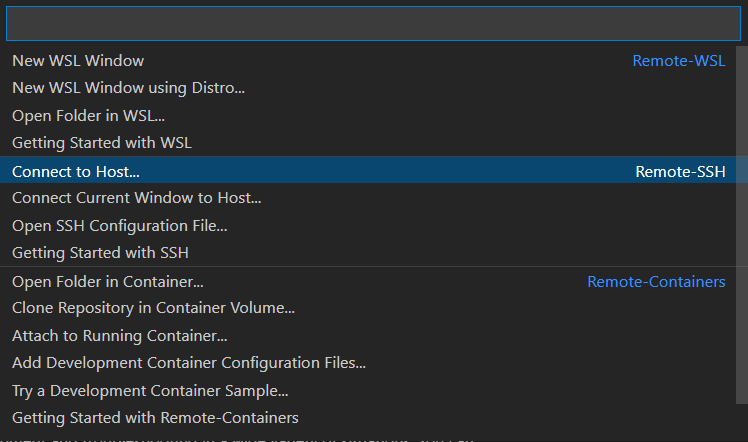 New WSL Window Remote-WSL
New WSL Window using Distro...
Open Folder in WSL...
Getting Started with WSL
Connect to Host... Remote-SSH
Connect Current Window to Host...
Open SSH Configuration File...
Getting Started with SSH
Open Folder in Container... Remote-Containers
Clone Repository in Container Volume...
Attach to Running Container...
Add Development Container Configuration Files...
Try a Development Container Sample...
Getting Started with Remote-Containers